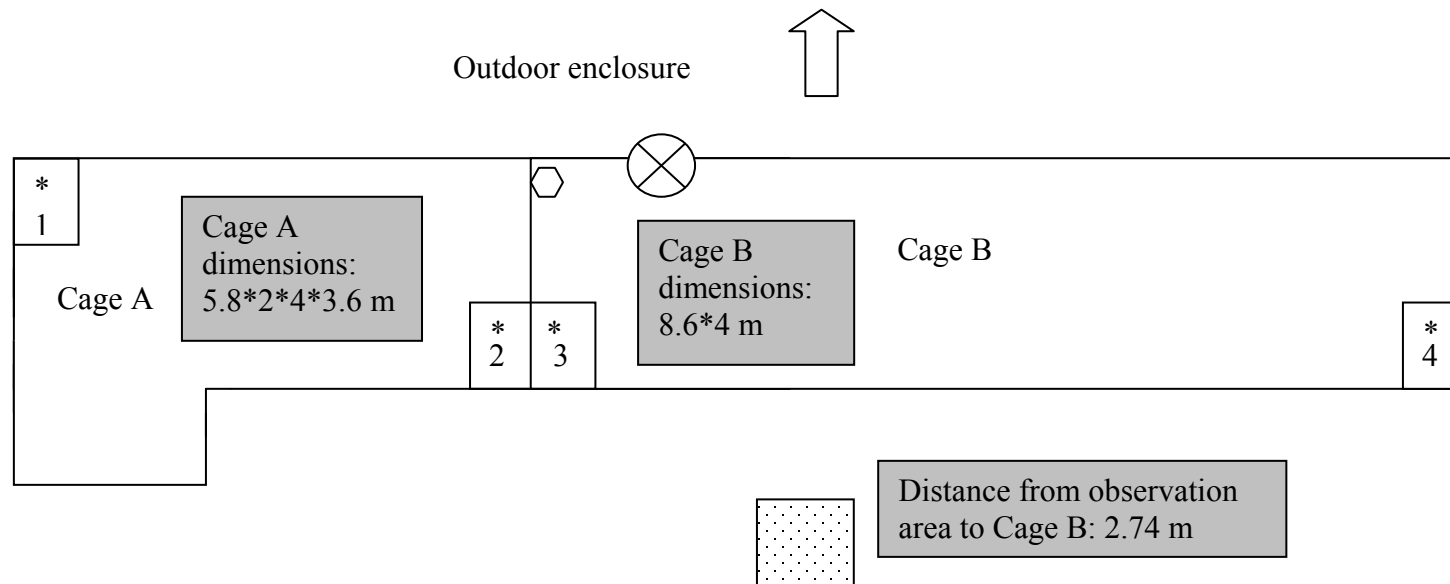 Outdoor enclosure
*
1
Cage A
dimensions:
5.8*2*4*3.6 m
Cage A
*
2
*
3
Cage B
dimensions:
8.6*4 m
Cage B
*
4
Distance from observation
area to Cage B: 2.74 m